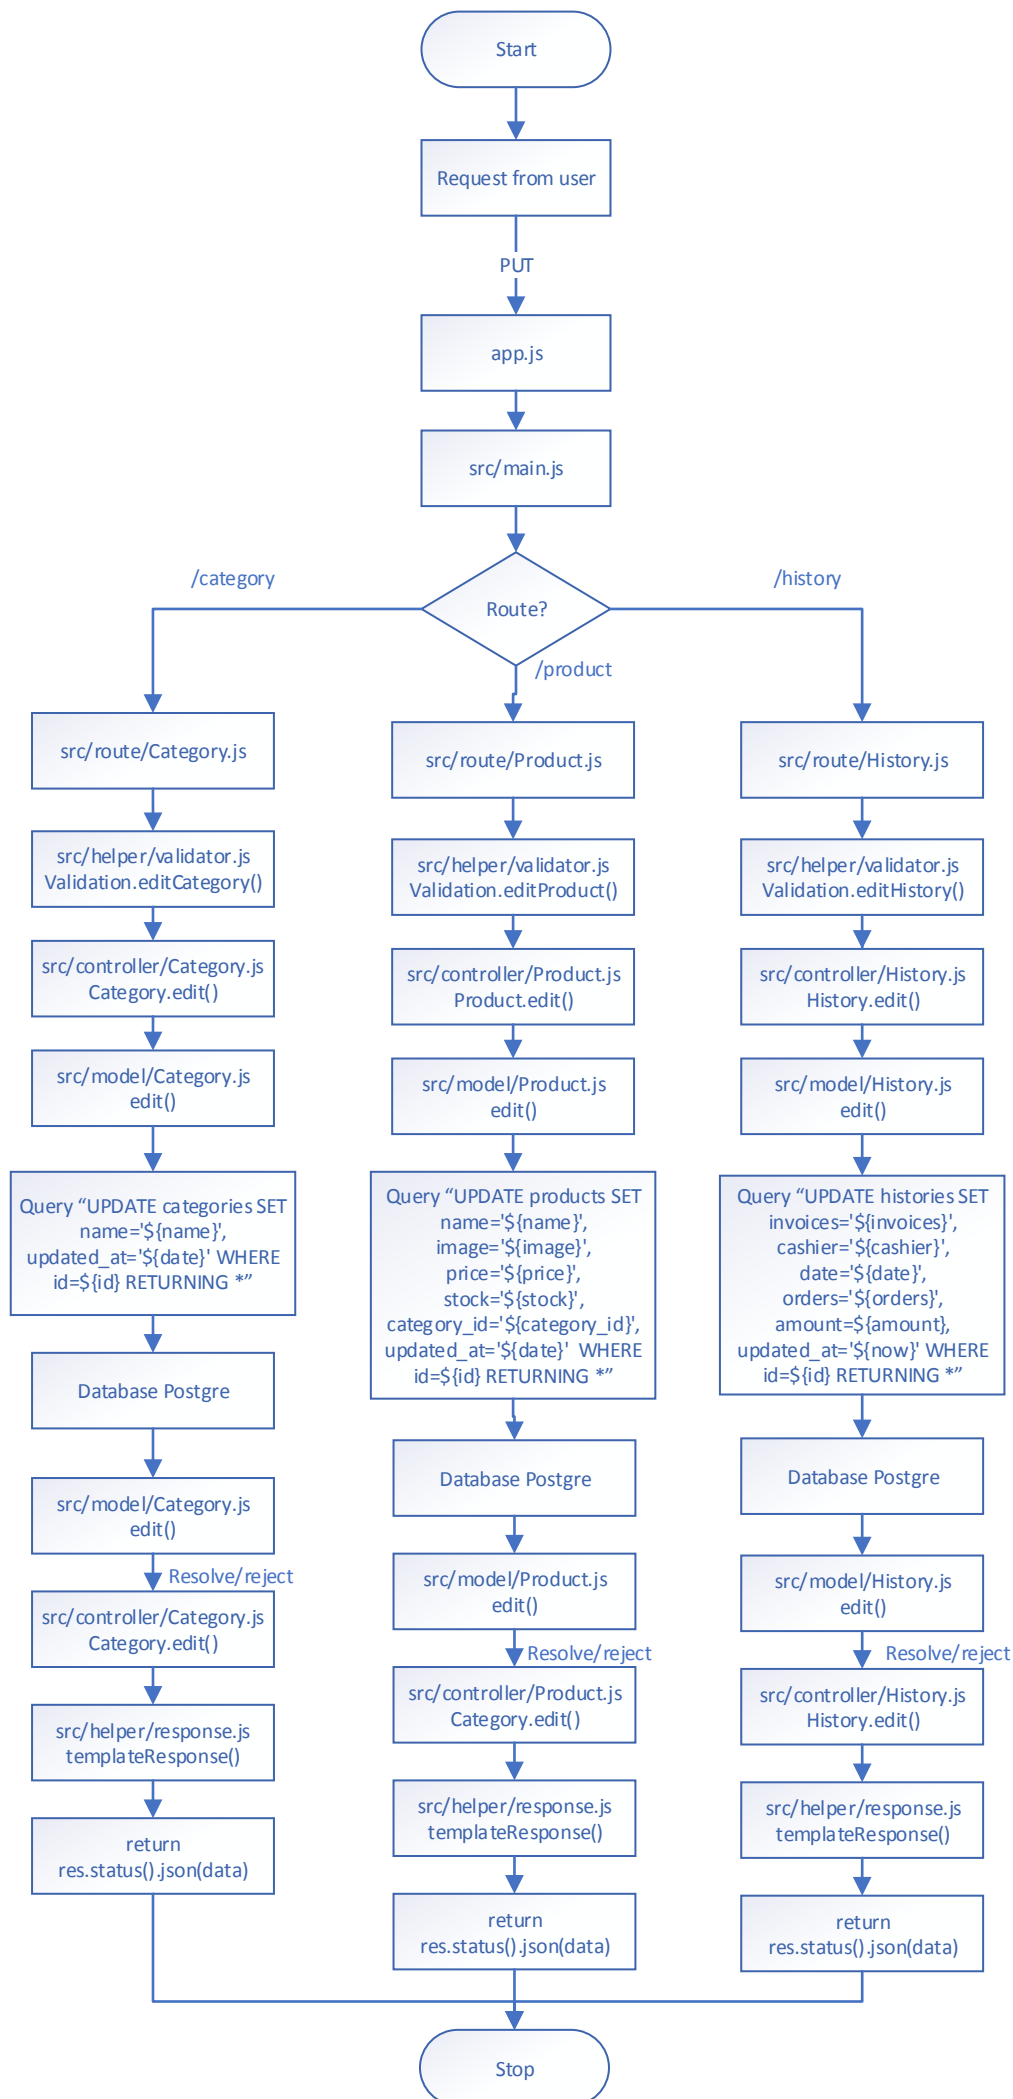 Start
Request from user
PUT
app.js
src/main.js
Route?
/category
/product
/history
src/route/Category.js
src/helper/validator.js
Validation.editCategory()
src/controller/Category.js
Category.edit()
src/model/Category.js
edit()
Query “UPDATE categories SET
name='${name}',
updated_at='${date}' WHERE
id=${id} RETURNING *”
Database Postgre
src/model/Category.js
edit()
Resolve/reject
src/controller/Category.js
Category.edit()
src/helper/response.js
templateResponse()
return
res.status().json(data)
src/route/Product.js
src/helper/validator.js
Validation.editProduct()
src/controller/Product.js
Product.edit()
src/model/Product.js
edit()
Query “UPDATE products SET
name='${name}',
image='${image}',
price='${price}',
stock='${stock}',
category_id='${category_id}',
updated_at='${date}' WHERE
id=${id} RETURNING *”
Database Postgre
src/model/Product.js
edit()
Resolve/reject
src/controller/Product.js
Category.edit()
src/helper/response.js
templateResponse()
return
res.status().json(data)
src/route/History.js
src/helper/validator.js
Validation.editHistory()
src/controller/History.js
History.edit()
src/model/History.js
edit()
Query “UPDATE histories SET
invoices='${invoices}',
cashier='${cashier}',
date='${date}',
orders='${orders}',
amount=${amount},
updated_at='${now}' WHERE
id=${id} RETURNING *”
Database Postgre
src/model/History.js
edit()
Resolve/reject
src/controller/History.js
History.edit()
src/helper/response.js
templateResponse()
return
res.status().json(data)
Stop